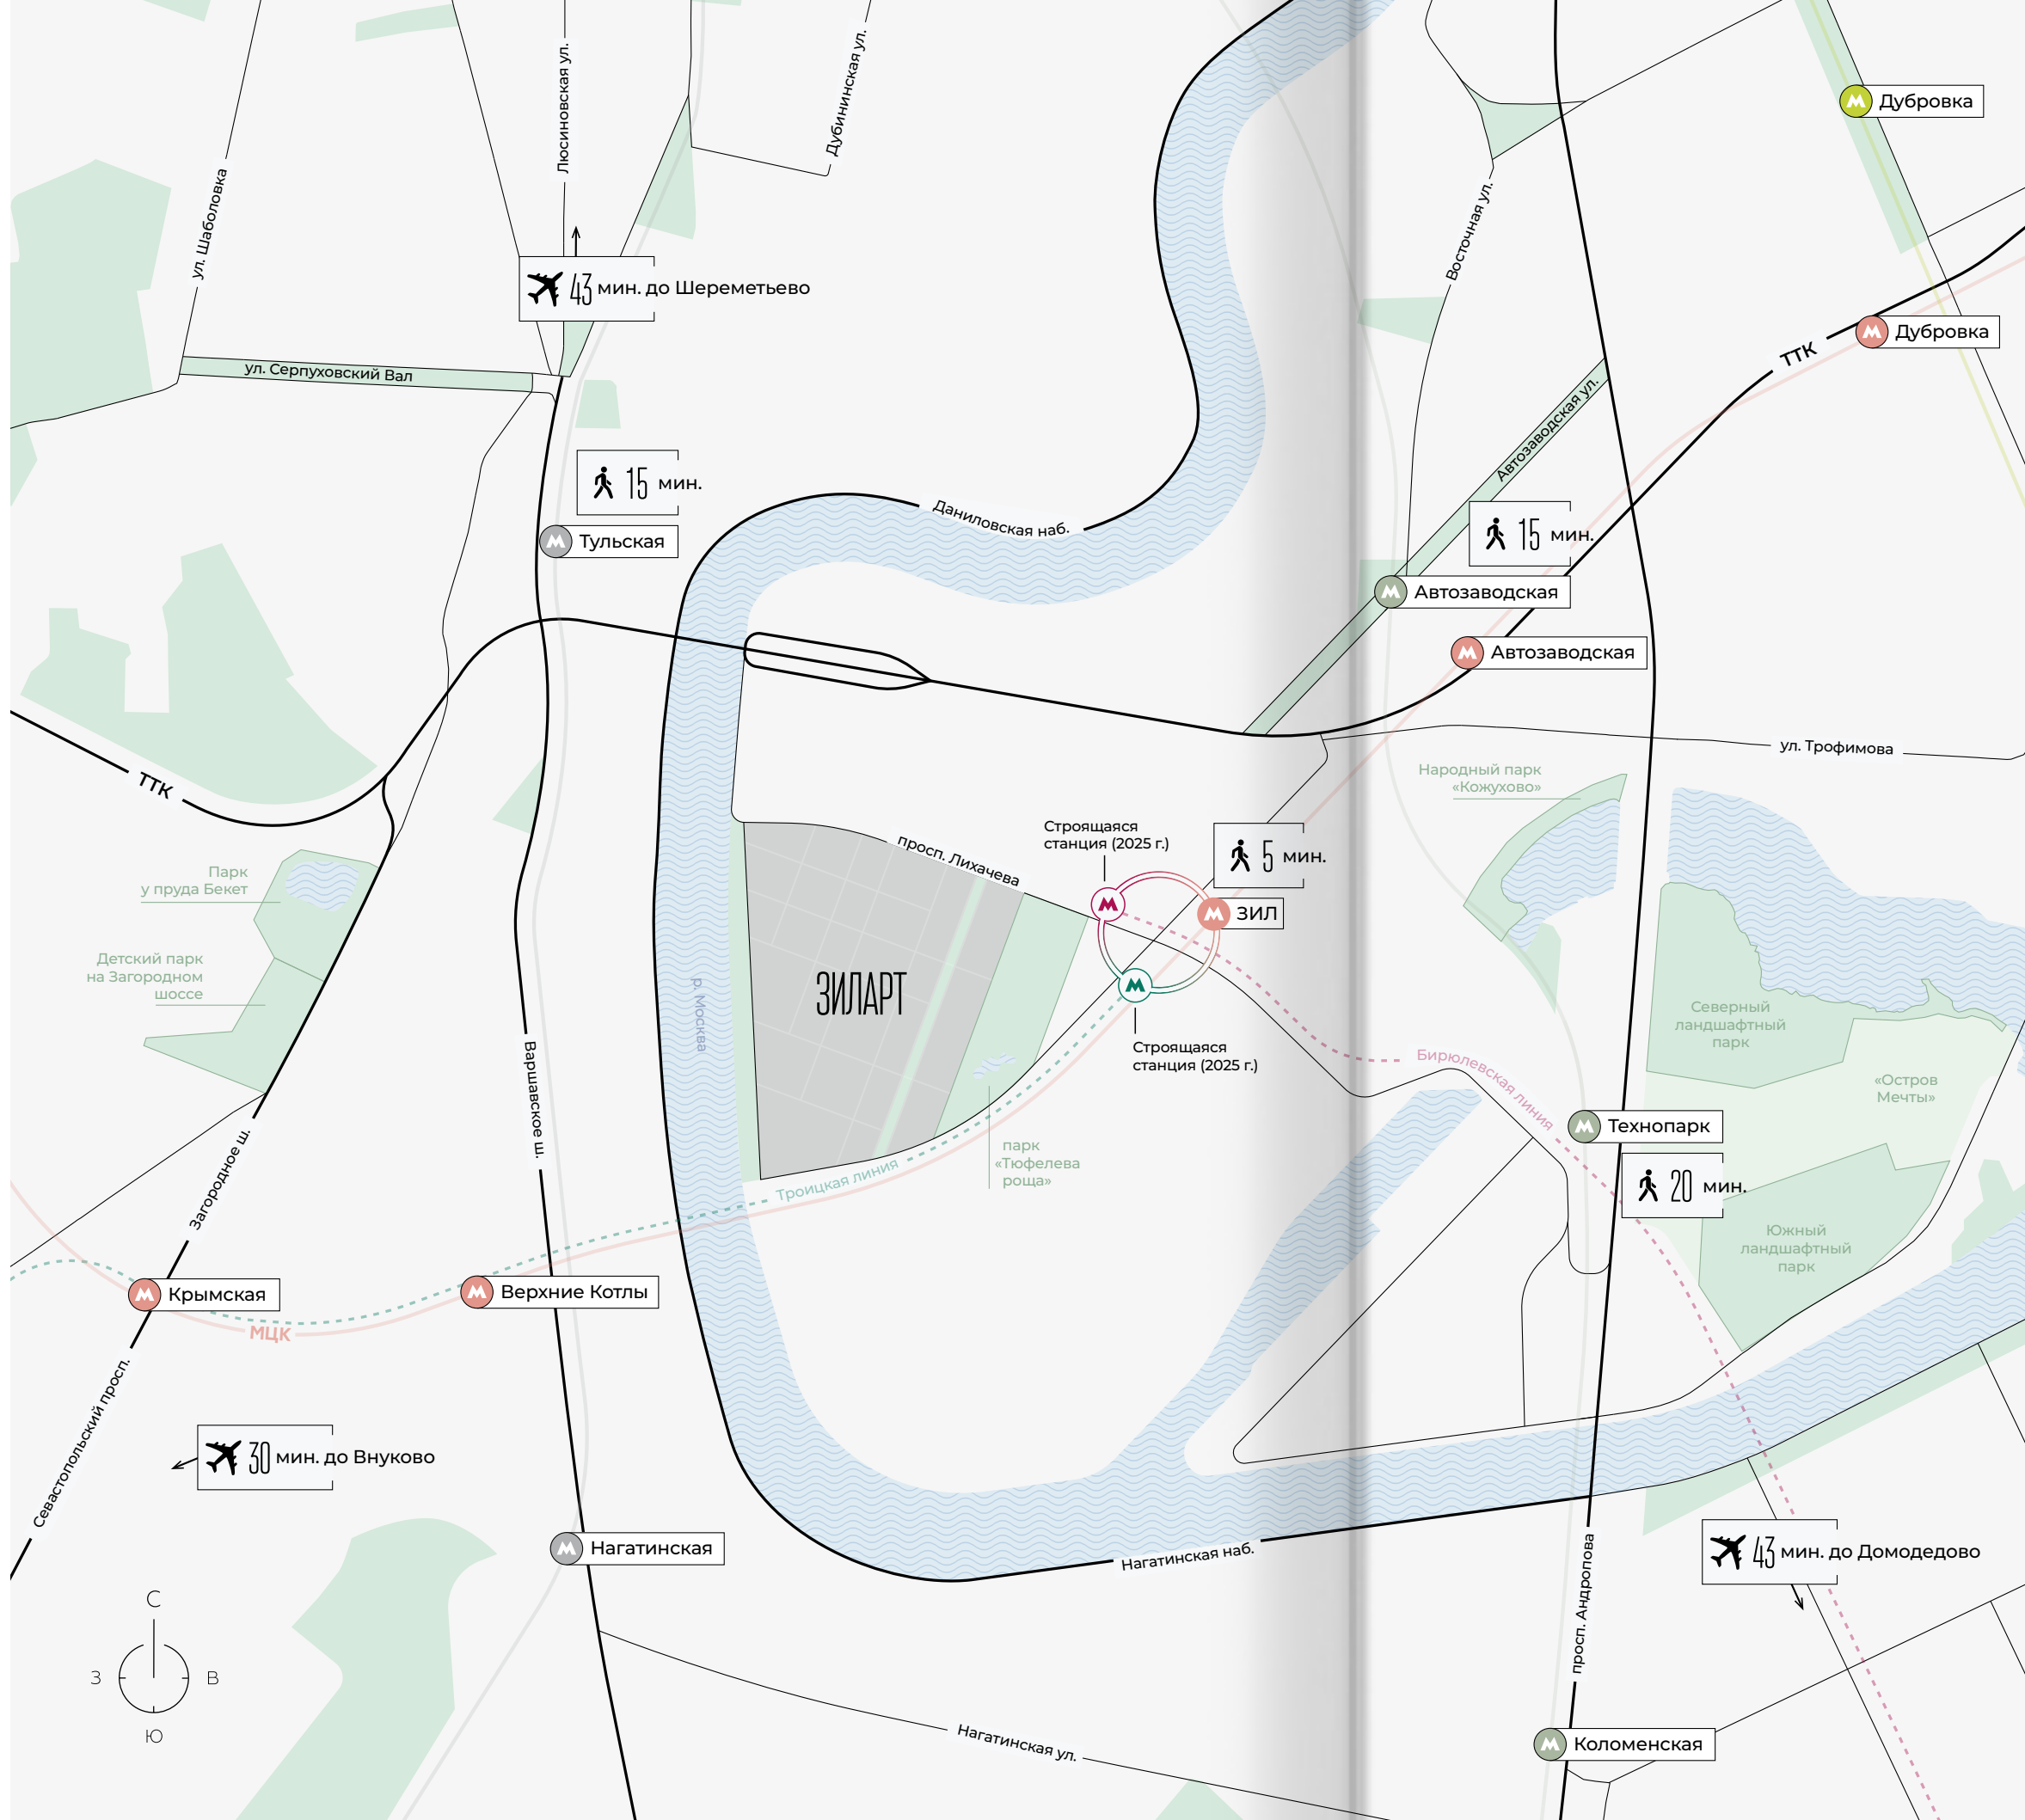 Люсиновская ул.
Дубининская ул.
ул. Шаболовка
Дубровка
Восточная ул.
43 мин. до Шереметьево
Дубровка
ТТК
ул. Серпуховский Вал
Автозаводская ул.
15 мин.
Даниловская наб.
15 мин.
Тульская
Автозаводская
Автозаводская
ул. Трофимова
ТТК
Народный парк
«Кожухово»
Строящаяся
станция (2025 г.)
просп. Лихачева
5 мин.
ЗИЛ
Парк
у пруда Бекет
Детский парк
на Загородном
шоссе
ЗИЛАРТ
р. Москва
Северный
ландшафтный
парк
Строящаяся
станция (2025 г.)
Варшавское ш.
Бирюлевская линия
«Остров
Мечты»
Технопарк
20 мин.
парк
«Тюфелева
роща»
Троицкая линия
Загородное ш.
Южный
ландшафтный
парк
Крымская
Верхние Котлы
МЦК
Севастопольский просп.
30 мин. до Внуково
Нагатинская
Нагатинская наб.
43 мин. до Домодедово
просп. Андропова
С
З
В
Ю
Нагатинская ул.
Коломенская